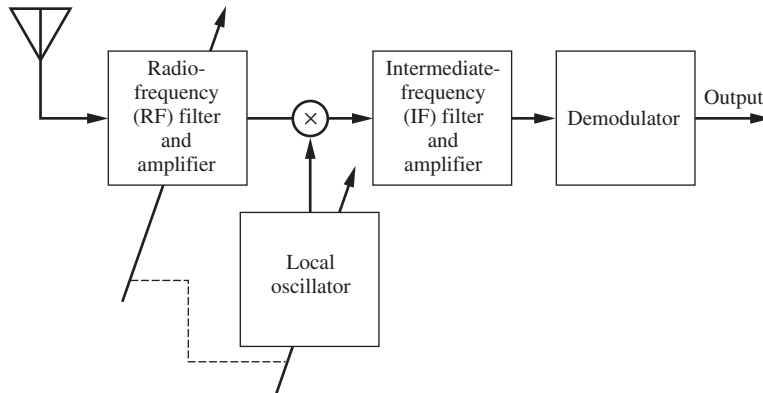 Radio-
frequency
(RF) filter
and
amplifier
×
Intermediate-
frequency
(IF) filter
and
amplifier
Demodulator
Output
Local
oscillator